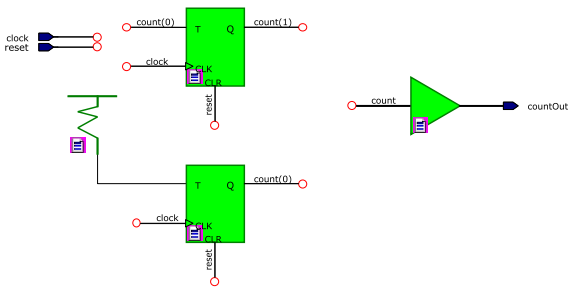 clock
reset
count(0)
T
Q
count(1)
clock
CLK
CLR
reset
count
countOut
T
Q
count(0)
clock
CLK
CLR
reset